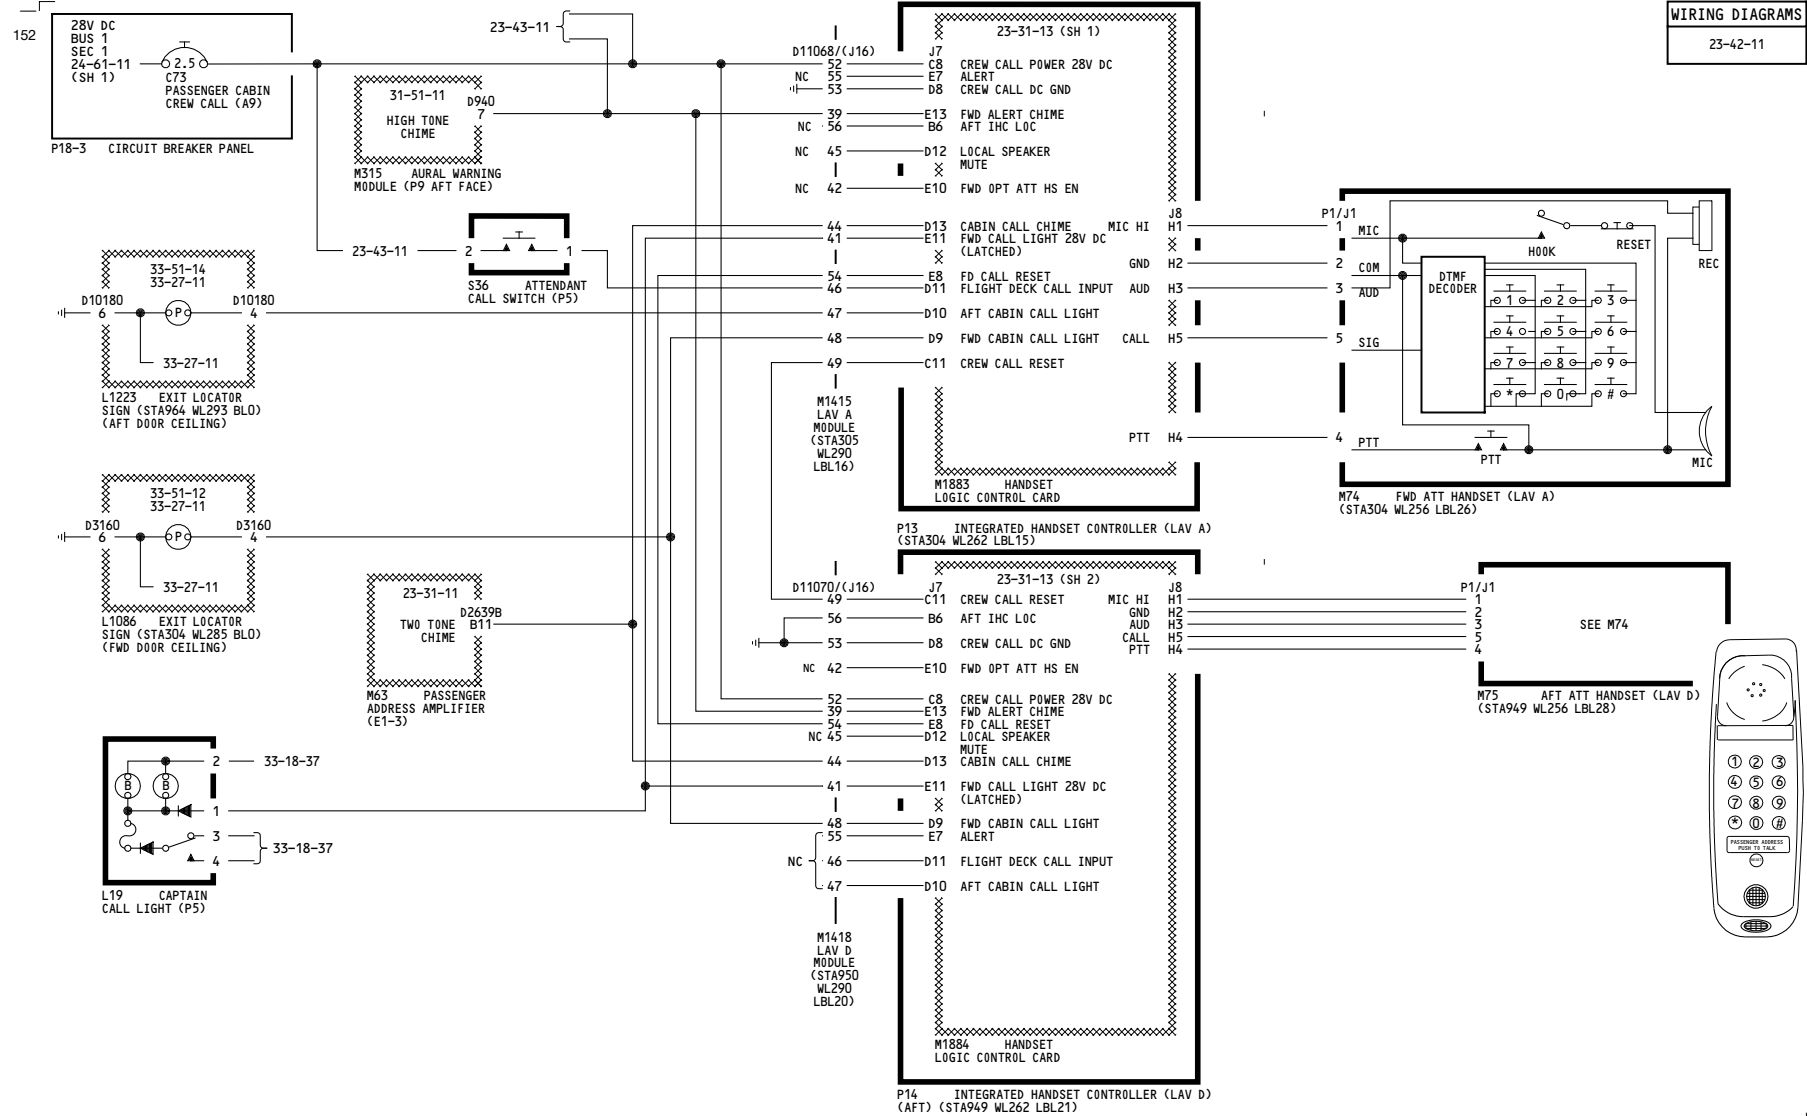 152
WIRING DIAGRAMS
23-42-11
28V DC
BUS 1
SEC 1
24-61-11
(SH 1)
2.5
C73
PASSENGER CABIN
CREW CALL (A9)
P18-3 CIRCUIT BREAKER PANEL
23-43-11
31-51-11
D940
7
HIGH TONE
CHIME
M315 AURAL WARNING
MODULE (P9 AFT FACE)
23-43-11
2
1
S36 ATTENDANT
CALL SWITCH (P5)
33-51-14
33-27-11
D10180
6
P
D10180
4
33-27-11
L1223 EXIT LOCATOR
SIGN (STA964 WL293 BL0)
(AFT DOOR CEILING)
33-51-12
33-27-11
D3160
6
P
D3160
4
33-27-11
L1086 EXIT LOCATOR
SIGN (STA304 WL285 BL0)
(FWD DOOR CEILING)
23-31-11
D2639B
TWO TONE B11
CHIME
M63 PASSENGER
ADDRESS AMPLIFIER
(E1-3)
2 33-18-37
B B
1
3
4
33-18-37
L19 CAPTAIN
CALL LIGHT (P5)
23-31-13 (SH 1)
D11068/(J16) J7
52 C8 CREW CALL POWER 28V DC
NC 55 E7 ALERT
53 D8 CREW CALL DC GND
39 E13 FWD ALERT CHIME
NC 56 B6 AFT IHC LOC
NC 45 D12 LOCAL SPEAKER
MUTE
NC 42 E10 FWD OPT ATT HS EN
J8
44 D13 CABIN CALL CHIME MIC HI H1
41 E11 FWD CALL LIGHT 28V DC
(LATCHED)
GND H2
54 E8 FD CALL RESET
46 D11 FLIGHT DECK CALL INPUT AUD H3
47 D10 AFT CABIN CALL LIGHT
48 D9 FWD CABIN CALL LIGHT CALL H5
49 C11 CREW CALL RESET
PTT H4
M1415
LAV A
MODULE
(STA305
WL290
LBL16)
M1883 HANDSET
LOGIC CONTROL CARD
P13 INTEGRATED HANDSET CONTROLLER (LAV A)
(STA304 WL262 LBL15)
P1/J1
1 MIC
2 COM
3 AUD
5 SIG
4 PTT
HOOK
RESET
REC
DTMF
DECODER
1 2 3
4 5 6
7 8 9
* 0 #
PTT
MIC
M74 FWD ATT HANDSET (LAV A)
(STA304 WL256 LBL26)
23-31-13 (SH 2)
D11070/(J16) J7 J8
49 C11 CREW CALL RESET MIC HI H1
GND H2
56 B6 AFT IHC LOC AUD H3
CALL H5
53 D8 CREW CALL DC GND PTT H4
NC 42 E10 FWD OPT ATT HS EN
52 C8 CREW CALL POWER 28V DC
39 E13 FWD ALERT CHIME
54 E8 FD CALL RESET
NC 45 D12 LOCAL SPEAKER
MUTE
44 D13 CABIN CALL CHIME
41 E11 FWD CALL LIGHT 28V DC
(LATCHED)
48 D9 FWD CABIN CALL LIGHT
55 E7 ALERT
NC 46 D11 FLIGHT DECK CALL INPUT
47 D10 AFT CABIN CALL LIGHT
M1418
LAV D
MODULE
(STA950
WL290
LBL20)
M1884 HANDSET
LOGIC CONTROL CARD
P14 INTEGRATED HANDSET CONTROLLER (LAV D)
(AFT) (STA949 WL262 LBL21)
P1/J1
1
2
3
5
4
SEE M74
M75 AFT ATT HANDSET (LAV D)
(STA949 WL256 LBL28)
1 2 3
4 5 6
7 8 9
* 0 #
PASSENGER ADDRESS
PUSH TO TALK
RESET